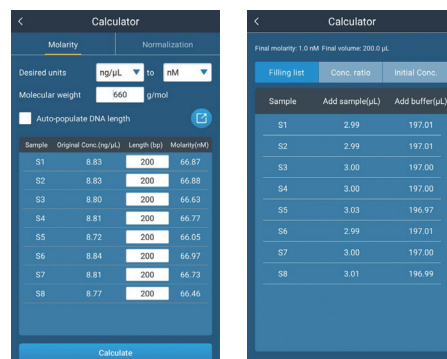 Calculator
Molarity Normalization
Desired units ng/µL to nM
Molecular weight 660 g/mol
Auto-populate DNA length
Sample Original Conc.(ng/µL) Length (bp) Molarity(nM)
S1 8.83 200 66.87
S2 8.83 200 66.88
S3 8.80 200 66.63
S4 8.81 200 66.77
S5 8.72 200 66.05
S6 8.84 200 66.97
S7 8.81 200 66.73
S8 8.77 200 66.46
Calculate
Calculator
Final molarity: 1.0 nM Final volume: 200.0 µL
Filling list Conc. ratio Initial Conc.
Sample Add sample(µL) Add buffer(µL)
S1 2.99 197.01
S2 2.99 197.01
S3 3.00 197.00
S4 3.00 197.00
S5 3.03 196.97
S6 2.99 197.01
S7 3.00 197.00
S8 3.01 196.99